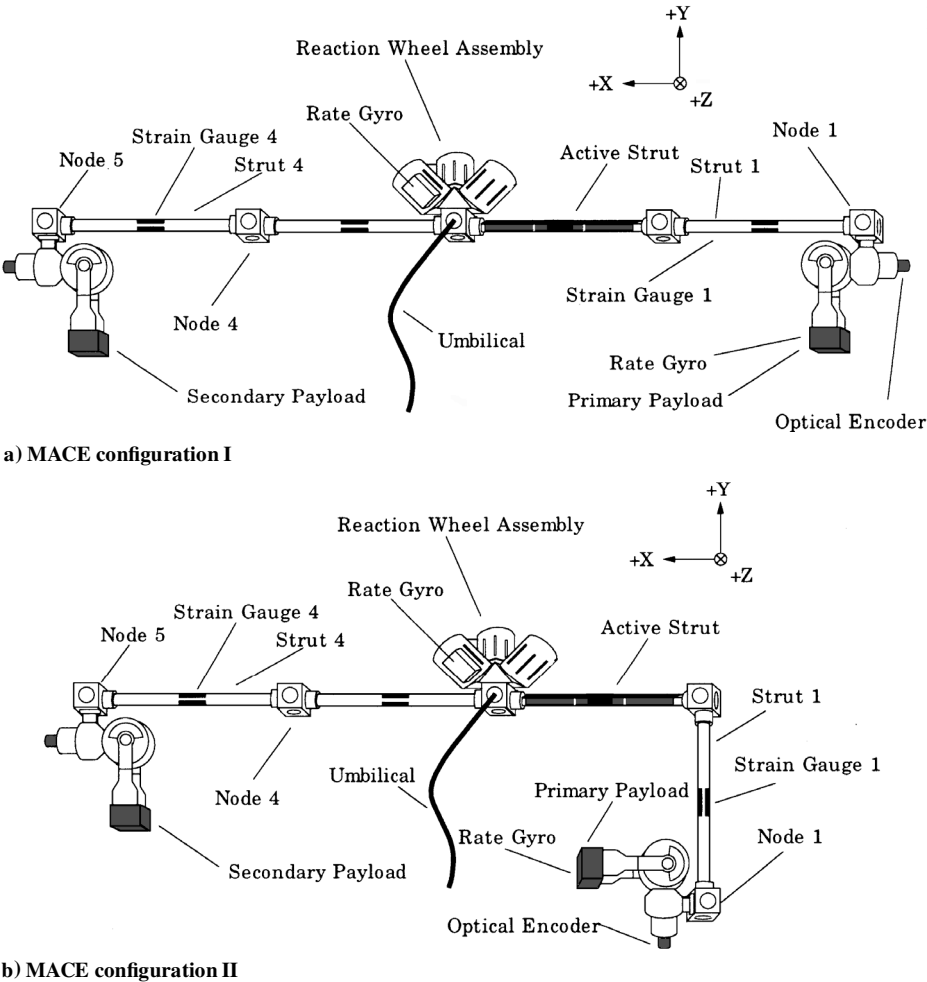 +Y
Reaction Wheel Assembly
+X
+Z
Rate Gyro
Node 1
Strain Gauge 4
Active Strut
Node 5
Strut 4
Strut 1
Strain Gauge 1
Node 4
Umbilical
Rate Gyro
Secondary Payload
Primary Payload
Optical Encoder
a) MACE configuration I
+Y
Reaction Wheel Assembly
+X
+Z
Rate Gyro
Strain Gauge 4
Active Strut
Node 5
Strut 4
Strut 1
Strain Gauge 1
Umbilical
Primary Payload
Node 4
Rate Gyro
Node 1
Secondary Payload
Optical Encoder
b) MACE configuration II